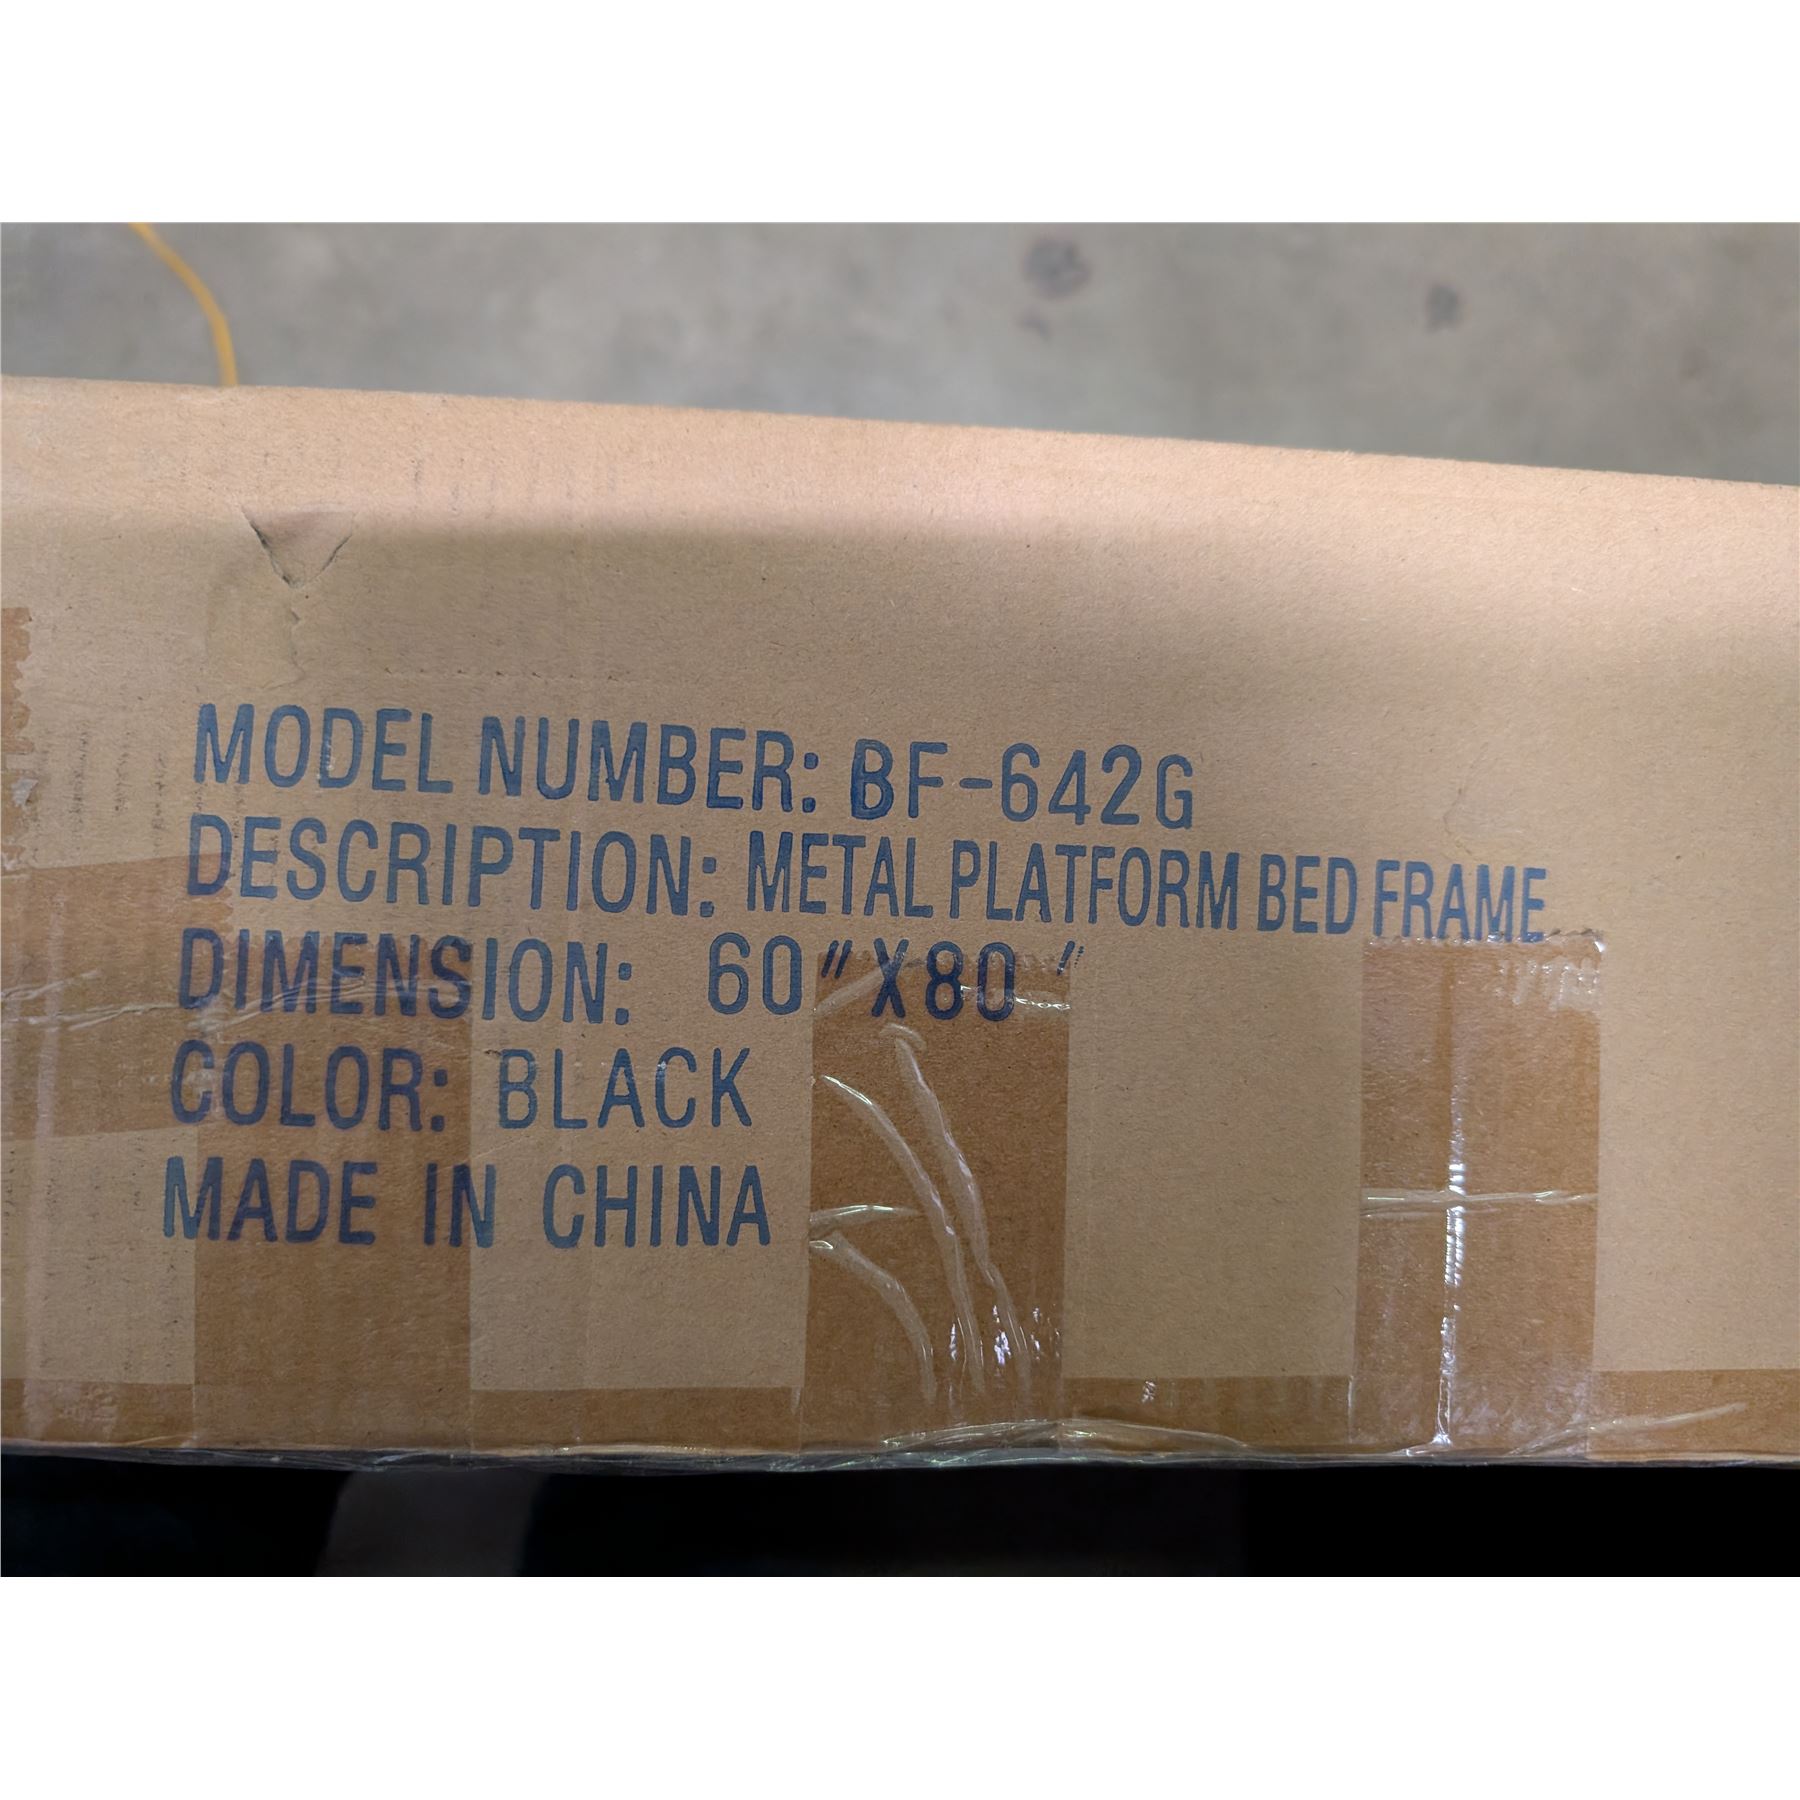 MODEL NUMBER: BF-642G
DESCRIPTION: METAL PLATFORM BED FRAME
DIMENSION: 60"X80"
COLOR: BLACK
MADE IN CHINA